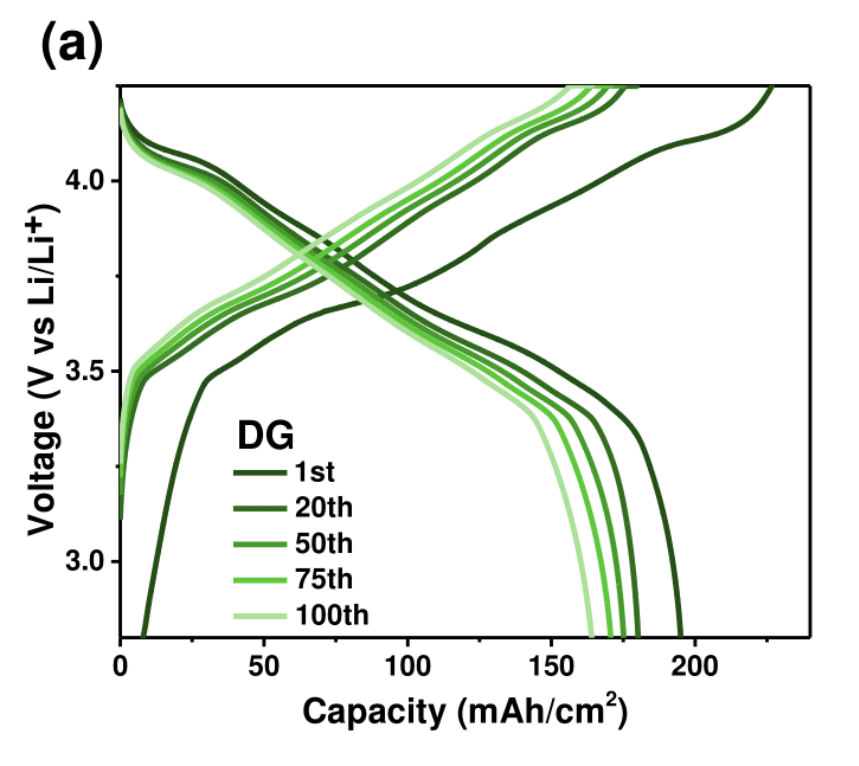 (a)
Voltage (V vs Li/Li⁺)
4.0
3.5
3.0
DG
1st
20th
50th
75th
100th
0 50 100 150 200
Capacity (mAh/cm²)